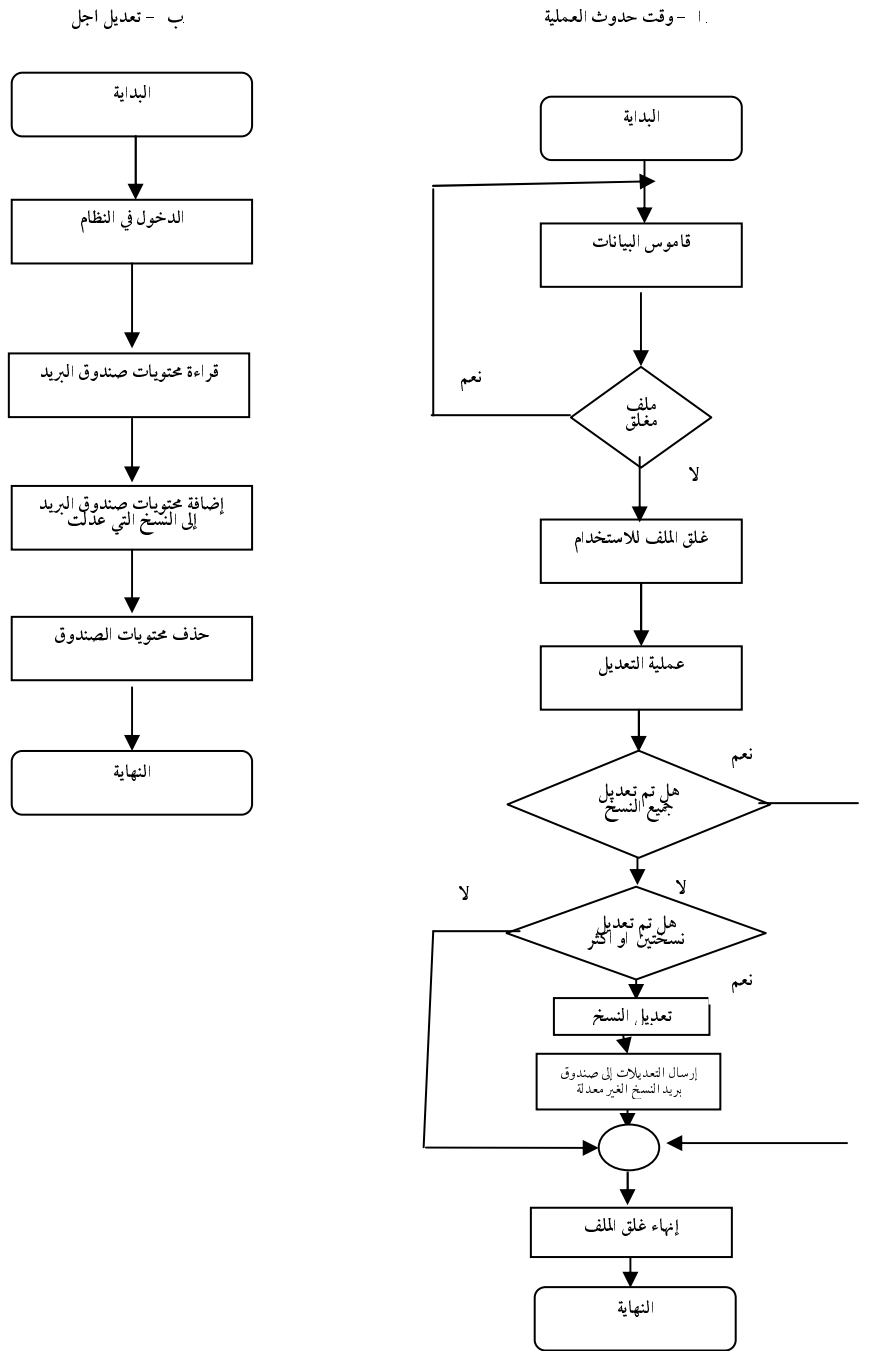 .ا - وقت حدوث العملية
البداية
قاموس البيانات
نعم
ملف
مغلق
لا
غلق الملف للاستخدام
عملية التعديل
نعم
هل تم تعديل
جميع النسخ
لا
لا
هل تم تعديل
نسختين او اكثر
نعم
تعديل النسخ
إرسال التعديلات إلى صندوق
بريد النسخ الغير معدلة
إنهاء غلق الملف
النهاية
ب - تعديل اجل
البداية
الدخول في النظام
قراءة محتويات صندوق البريد
إضافة محتويات صندوق البريد
إلى النسخ التي عدلت
حذف محتويات الصندوق
النهاية